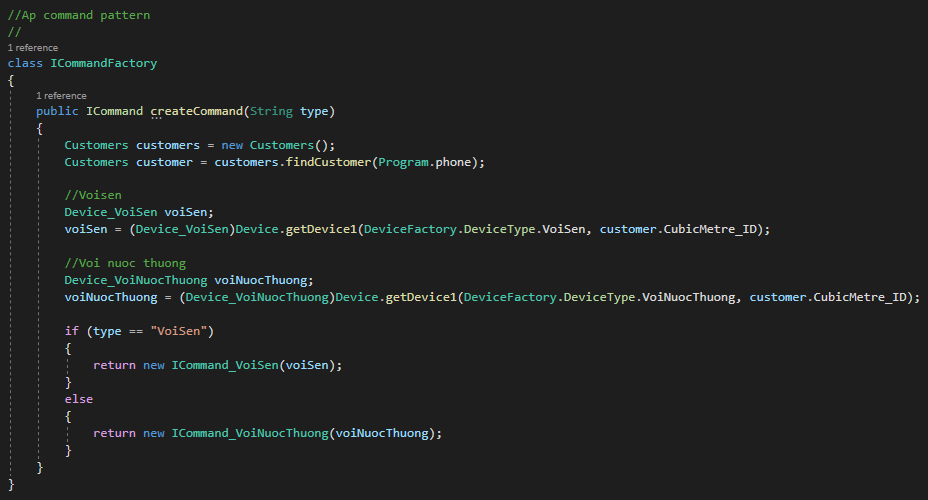 //Ap command pattern
//
1 reference
class ICommandFactory
{
1 reference
public ICommand createCommand(String type)
{
Customers customers = new Customers();
Customers customer = customers.findCustomer(Program.phone);
//Voisen
Device_VoiSen voiSen;
voiSen = (Device_VoiSen)Device.getDevice1(DeviceFactory.DeviceType.VoiSen, customer.CubicMetre_ID);
//Voi nuoc thuong
Device_VoiNuocThuong voiNuocThuong;
voiNuocThuong = (Device_VoiNuocThuong)Device.getDevice1(DeviceFactory.DeviceType.VoiNuocThuong, customer.CubicMetre_ID);
if (type == "VoiSen")
{
return new ICommand_VoiSen(voiSen);
}
else
{
return new ICommand_VoiNuocThuong(voiNuocThuong);
}
}
}